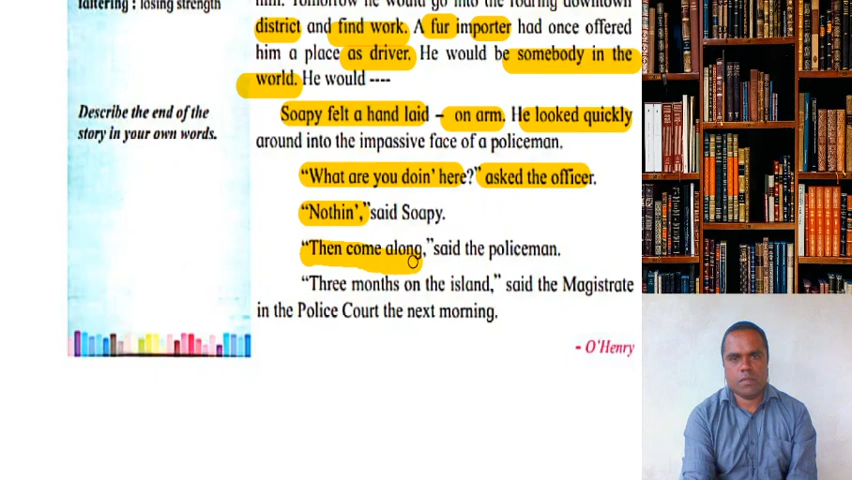 faltering : losing strength
him. Tomorrow he would go into the roaring downtown
district and find work. A fur importer had once offered
him a place as driver. He would be somebody in the
world. He would ----
Describe the end of the
story in your own words.
Soapy felt a hand laid – on arm. He looked quickly
around into the impassive face of a policeman.
“What are you doin’ here?” asked the officer.
“Nothin’,”said Soapy.
“Then come along,”said the policeman.
“Three months on the island,” said the Magistrate
in the Police Court the next morning.
- O’Henry